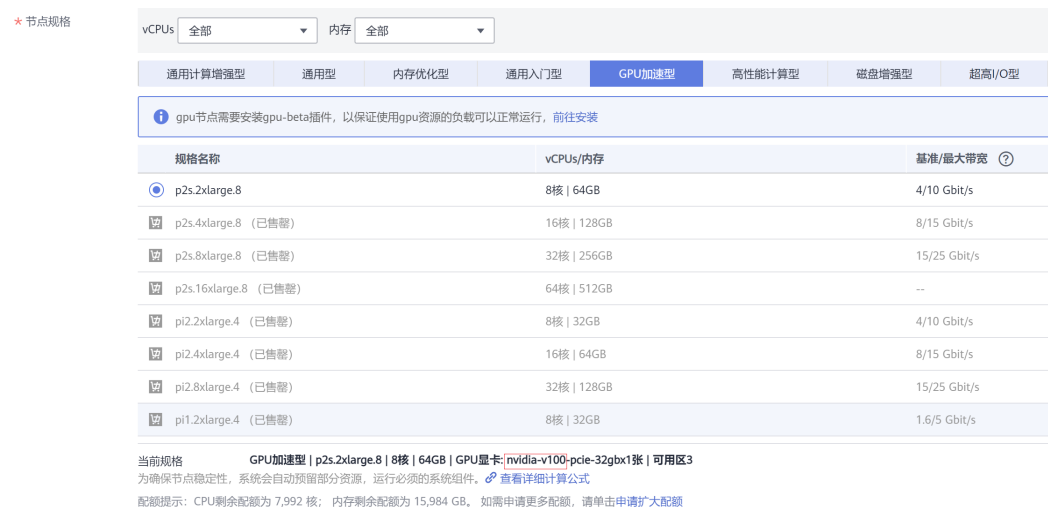 * 节点规格
vCPUs 全部 内存 全部
通用计算增强型 通用型 内存优化型 通用入门型 GPU加速型 高性能计算型 磁盘增强型 超高I/O型
gpu节点需要安装gpu-beta插件，以保证使用gpu资源的负载可以正常运行，前往安装
规格名称 vCPUs/内存 基准/最大带宽 ?
p2s.2xlarge.8 8核 | 64GB 4/10 Gbit/s
p2s.4xlarge.8 （已售罄） 16核 | 128GB 8/15 Gbit/s
p2s.8xlarge.8 （已售罄） 32核 | 256GB 15/25 Gbit/s
p2s.16xlarge.8 （已售罄） 64核 | 512GB --
pi2.2xlarge.4 （已售罄） 8核 | 32GB 4/10 Gbit/s
pi2.4xlarge.4 （已售罄） 16核 | 64GB 8/15 Gbit/s
pi2.8xlarge.4 （已售罄） 32核 | 128GB 15/25 Gbit/s
pi1.2xlarge.4 （已售罄） 8核 | 32GB 1.6/5 Gbit/s
当前规格 GPU加速型 | p2s.2xlarge.8 | 8核 | 64GB | GPU显卡: nvidia-v100-pcie-32gbx1张 | 可用区3
为确保节点稳定性，系统会自动预留部分资源，运行必须的系统组件。 查看详细计算公式
配额提示：CPU剩余配额为 7,992 核； 内存剩余配额为 15,984 GB。 如需申请更多配额，请单击申请扩大配额